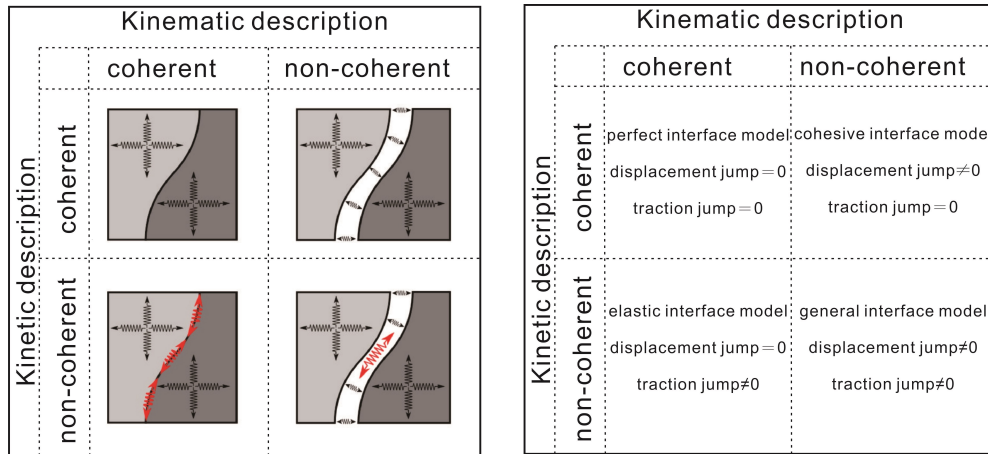 Kinematic description
coherent
non-coherent
Kinetic description
coherent
non-coherent
Kinematic description
coherent
non-coherent
Kinetic description
coherent
perfect interface model
displacement jump=0
traction jump=0
cohesive interface mode
displacement jump≠0
traction jump=0
non-coherent
elastic interface model
displacement jump=0
traction jump≠0
general interface model
displacement jump≠0
traction jump≠0